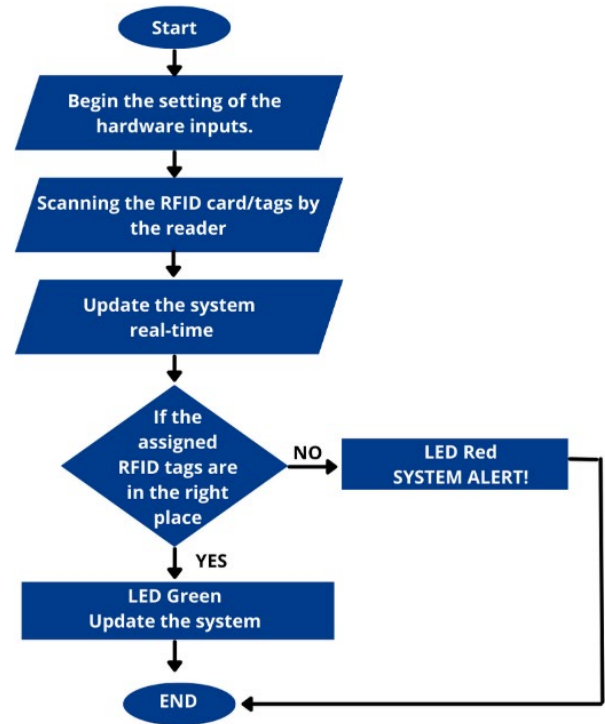 Start
Begin the setting of the
hardware inputs.
Scanning the RFID card/tags by
the reader
Update the system
real-time
If the
assigned
RFID tags are
in the right
place
NO
LED Red
SYSTEM ALERT!
YES
LED Green
Update the system
END